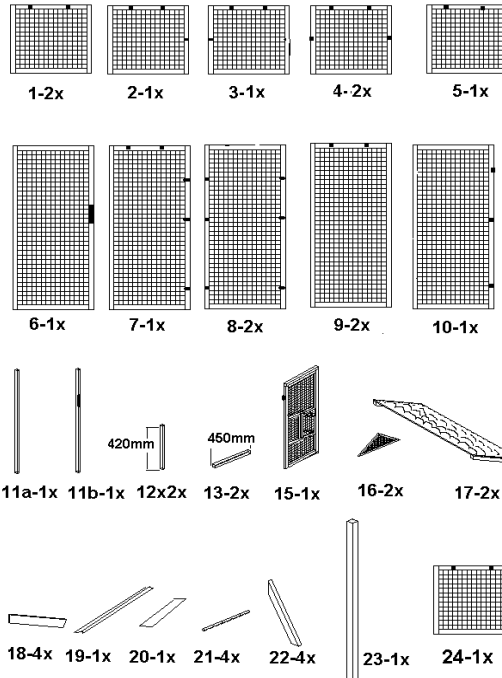 1-2x 2-1x 3-1x 4-2x 5-1x
6-1x 7-1x 8-2x 9-2x 10-1x
420mm 450mm
11a-1x 11b-1x 12x2x 13-2x 15-1x 16-2x 17-2x
18-4x 19-1x 20-1x 21-4x 22-4x 23-1x 24-1x